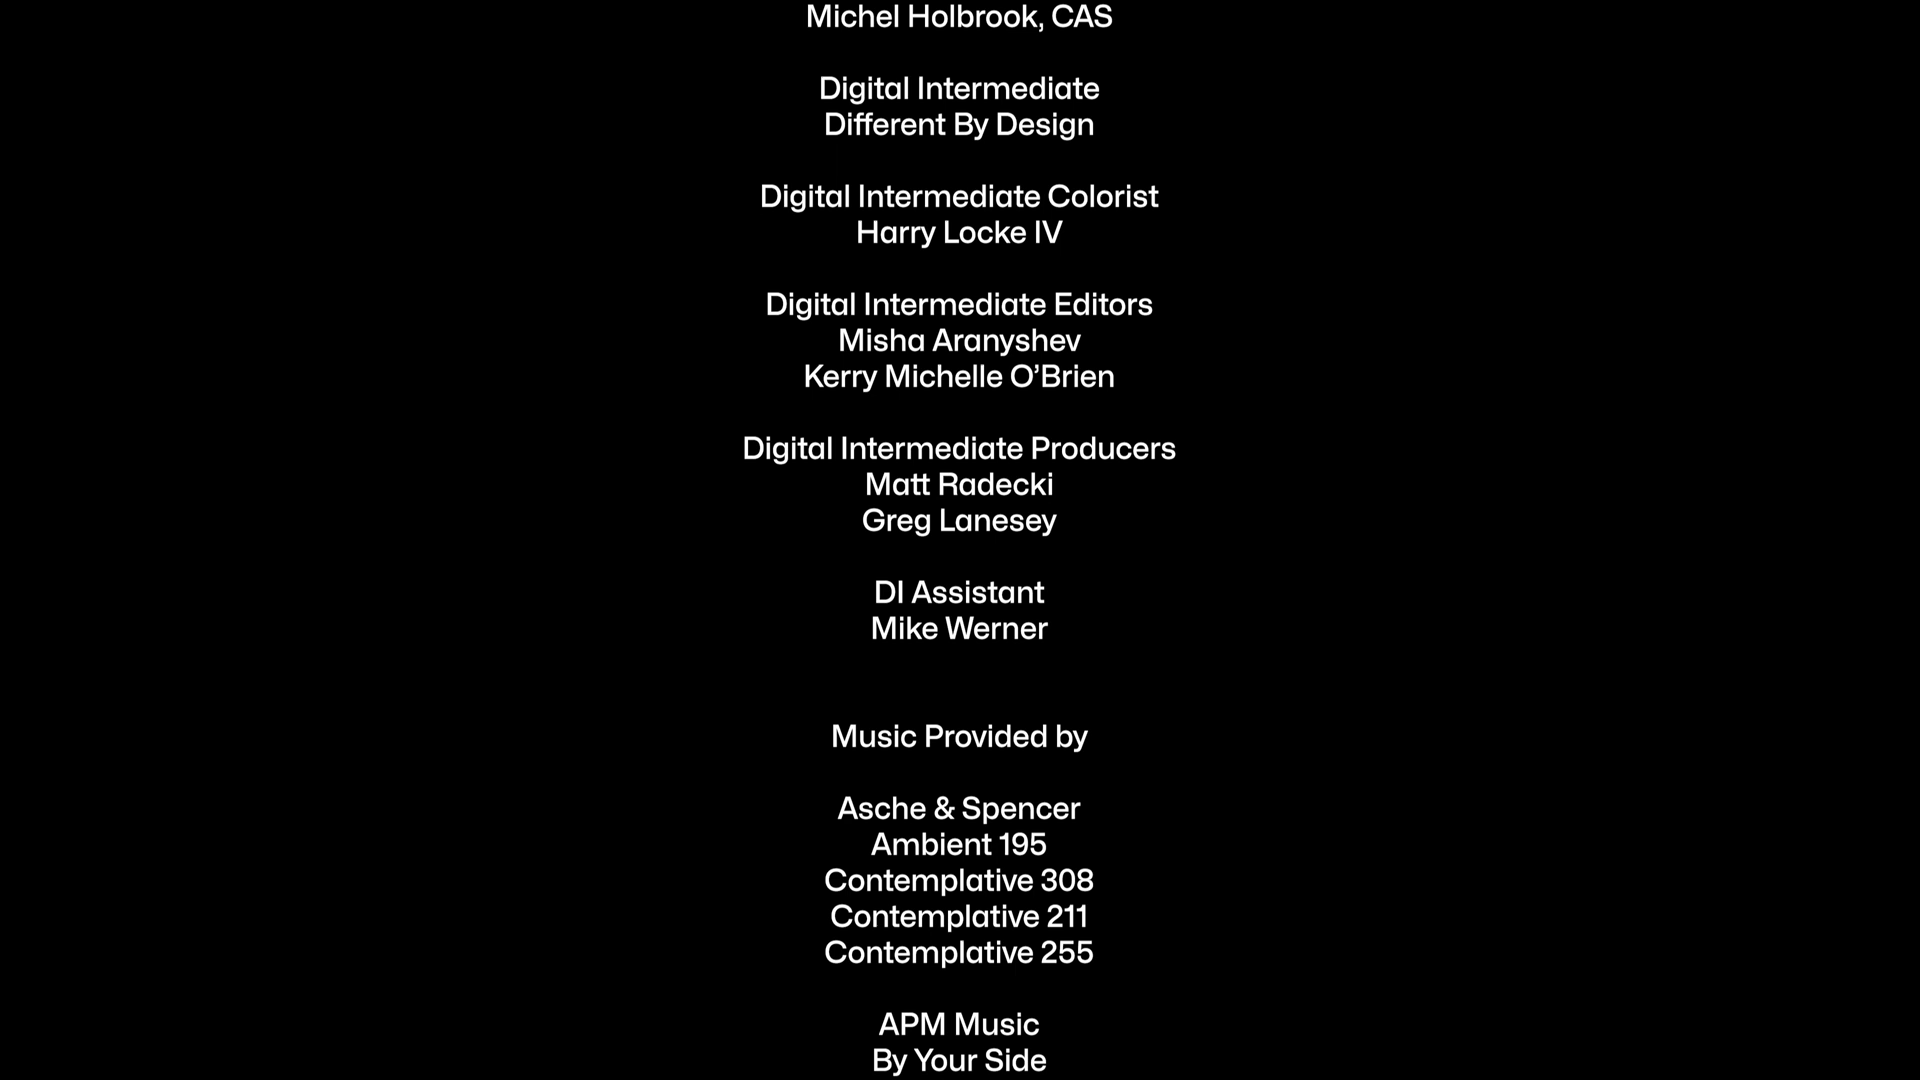 Michel Holbrook, CAS
Digital Intermediate
Different By Design
Digital Intermediate Colorist
Harry Locke IV
Digital Intermediate Editors
Misha Aranyshev
Kerry Michelle O’Brien
Digital Intermediate Producers
Matt Radecki
Greg Lanesey
DI Assistant
Mike Werner
Music Provided by
Asche & Spencer
Ambient 195
Contemplative 308
Contemplative 211
Contemplative 255
APM Music
By Your Side